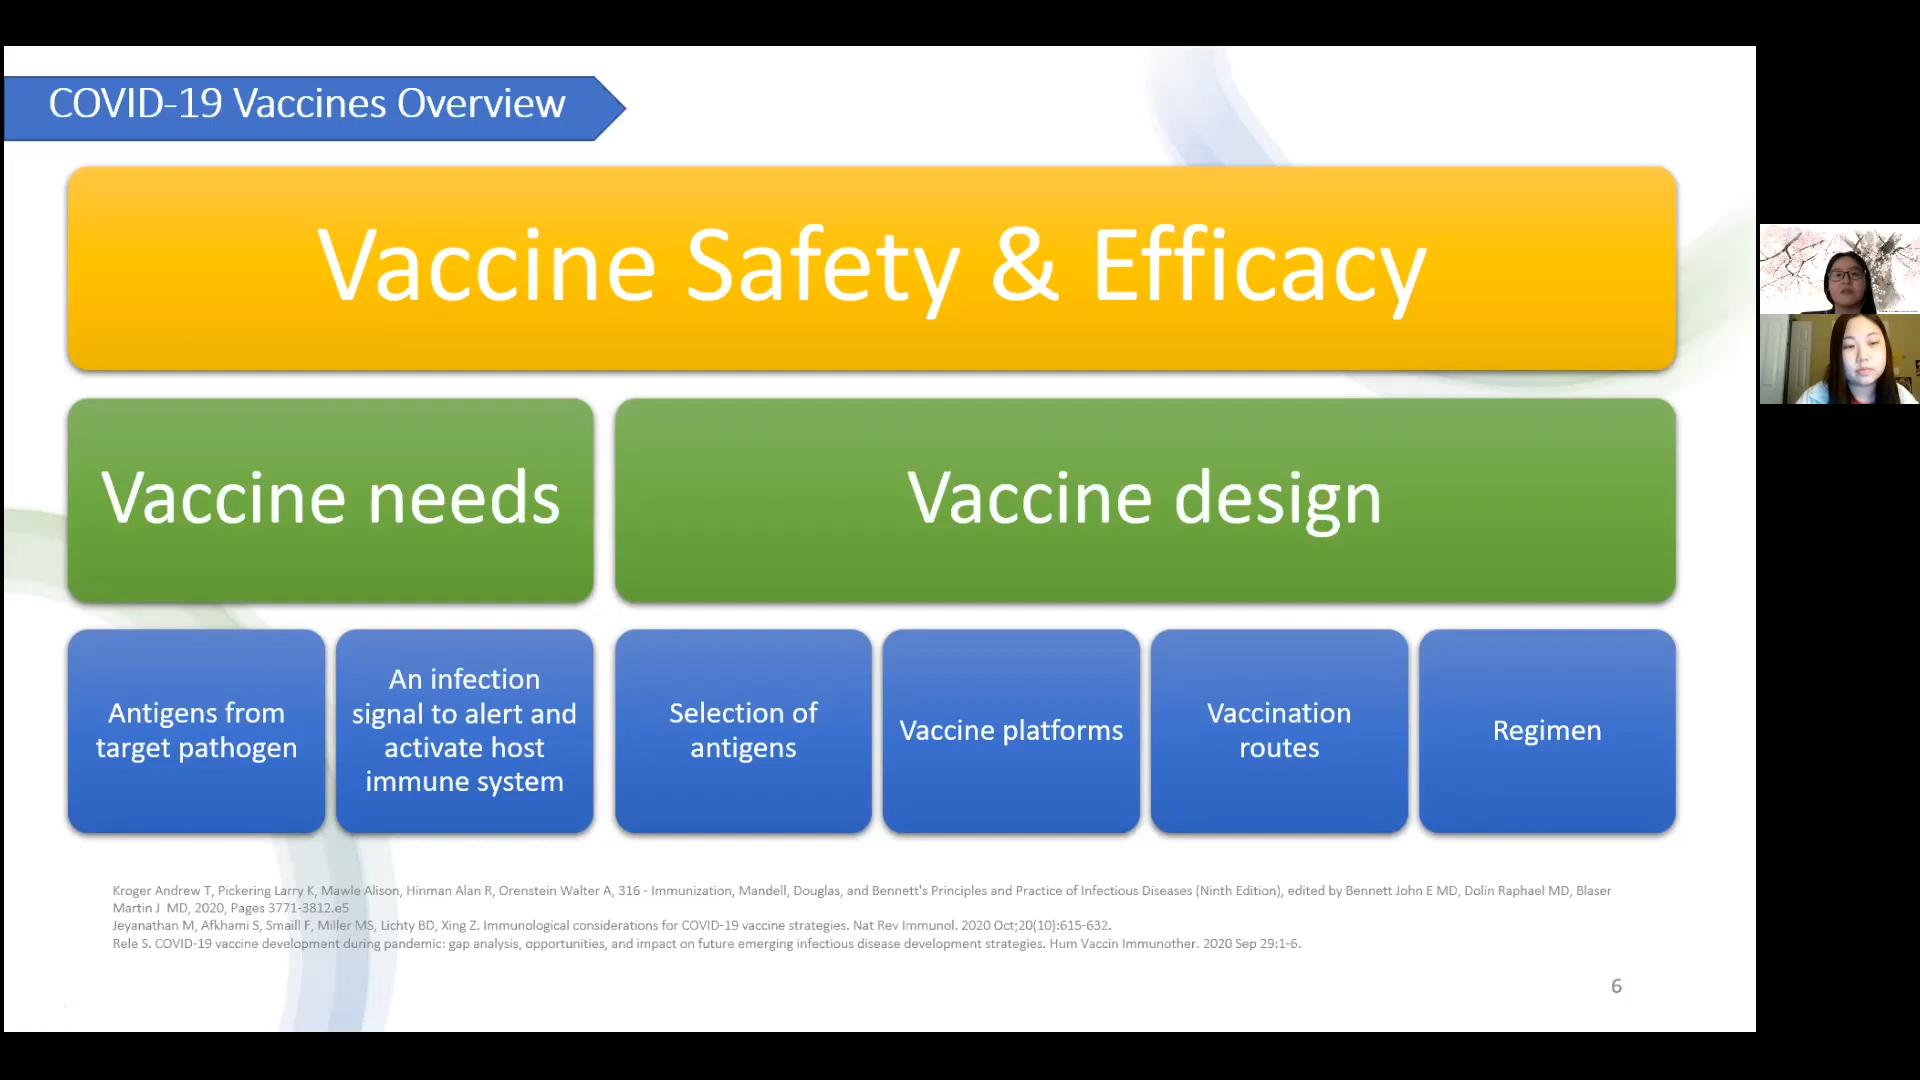 COVID-19 Vaccines Overview
Vaccine Safety & Efficacy
Vaccine needs
Vaccine design
Antigens from
target pathogen
An infection
signal to alert and
activate host
immune system
Selection of
antigens
Vaccine platforms
Vaccination
routes
Regimen
Kroger Andrew T, Pickering Larry K, Mawle Alison, Hinman Alan R, Orenstein Walter A, 316 - Immunization, Mandell, Douglas, and Bennett's Principles and Practice of Infectious Diseases (Ninth Edition), edited by Bennett John E MD, Dolin Raphael MD, Blaser
Martin J  MD, 2020, Pages 3771-3812.e5
Jeyanathan M, Afkhami S, Smaill F, Miller MS, Lichty BD, Xing Z. Immunological considerations for COVID-19 vaccine strategies. Nat Rev Immunol. 2020 Oct;20(10):615-632.
Rele S. COVID-19 vaccine development during pandemic: gap analysis, opportunities, and impact on future emerging infectious disease development strategies. Hum Vaccin Immunother. 2020 Sep 29:1-6.
6